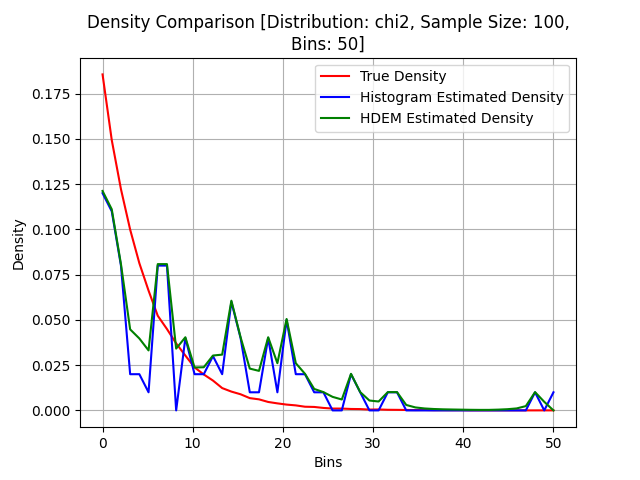 Density Comparison [Distribution: chi2, Sample Size: 100,
Bins: 50]
True Density
Histogram Estimated Density
HDEM Estimated Density
Density
0.175
0.150
0.125
0.100
0.075
0.050
0.025
0.000
0 10 20 30 40 50
Bins